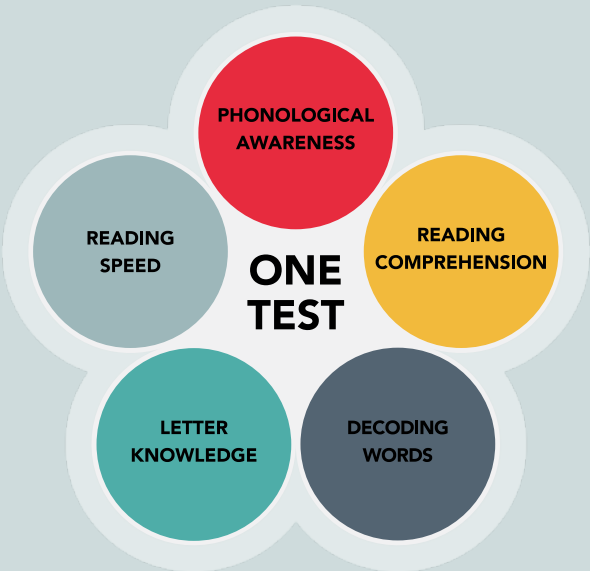 PHONOLOGICAL
AWARENESS
READING
SPEED
READING
COMPREHENSION
ONE
TEST
LETTER
KNOWLEDGE
DECODING
WORDS